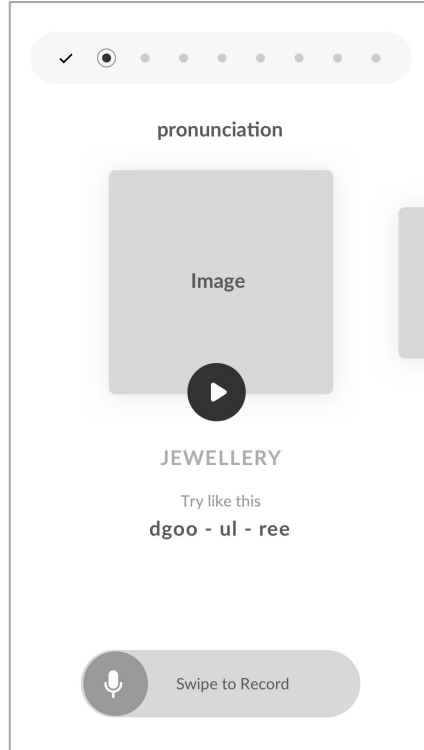 pronunciation
Image
JEWELLERY
Try like this
dgoo - ul - ree
Swipe to Record